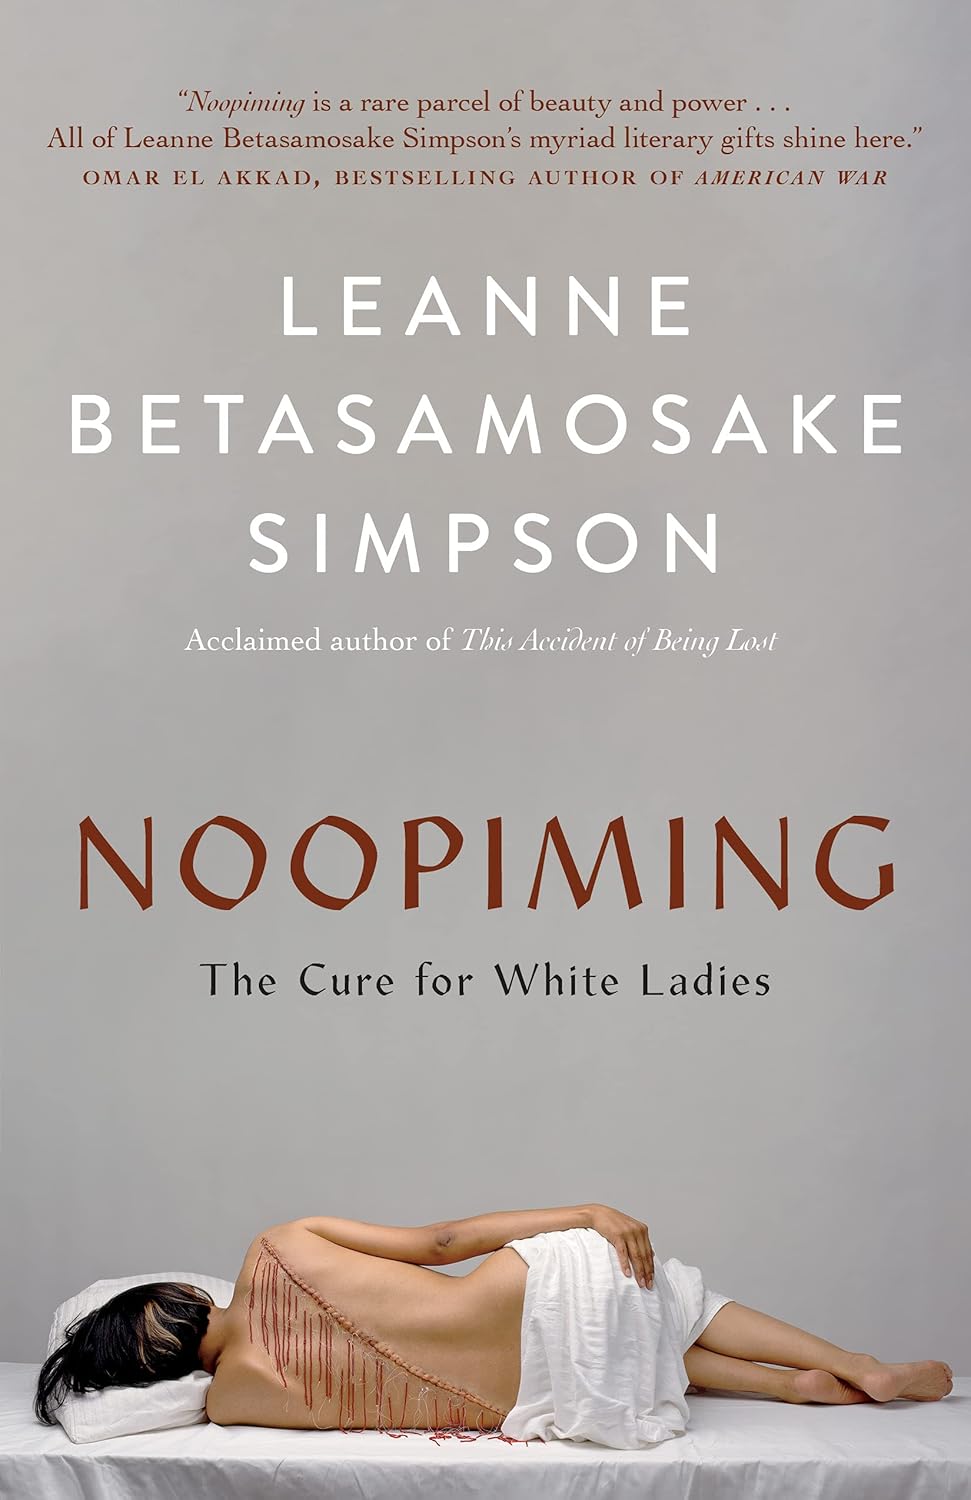 “Noopiming is a rare parcel of beauty and power . . .
All of Leanne Betasamosake Simpson’s myriad literary gifts shine here.”
OMAR EL AKKAD, BESTSELLING AUTHOR OF AMERICAN WAR
LEANNE
BETASAMOSAKE
SIMPSON
Acclaimed author of This Accident of Being Lost
NOOPIMING
The Cure for White Ladies